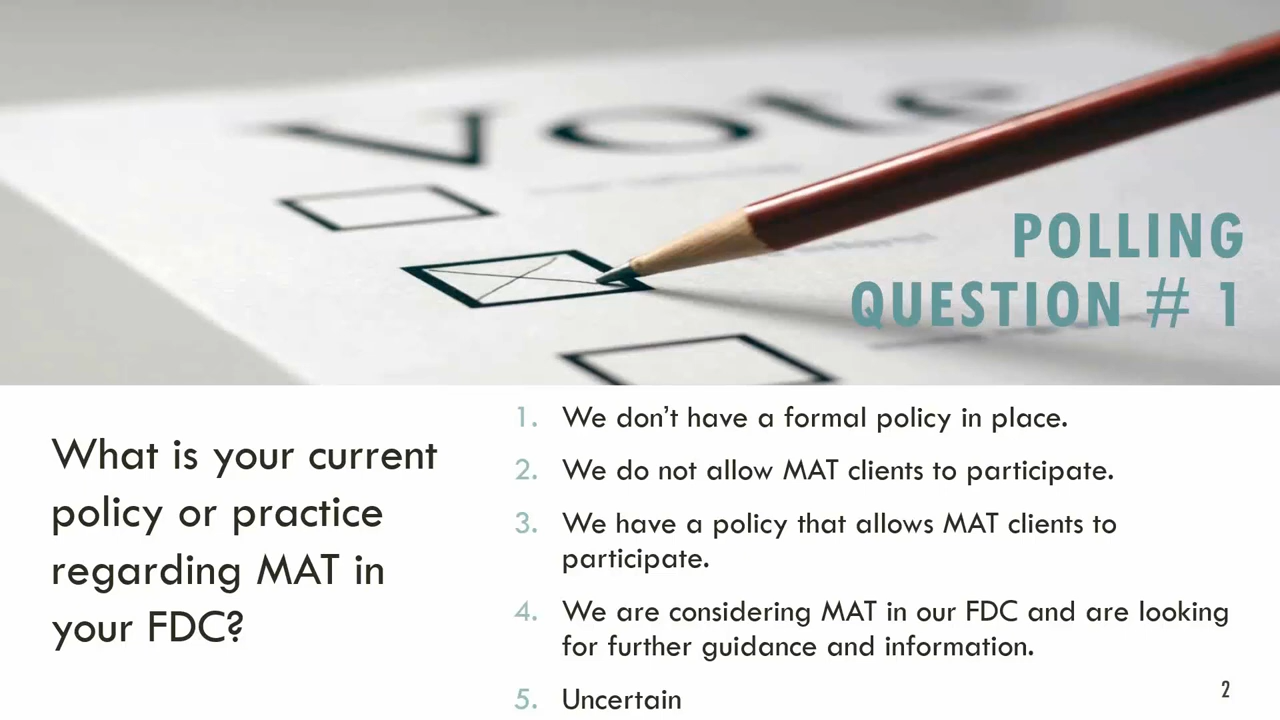 Vote
POLLING
QUESTION # 1
What is your current
policy or practice
regarding MAT in
your FDC?
1. We don’t have a formal policy in place.
2. We do not allow MAT clients to participate.
3. We have a policy that allows MAT clients to
participate.
4. We are considering MAT in our FDC and are looking
for further guidance and information.
5. Uncertain
2